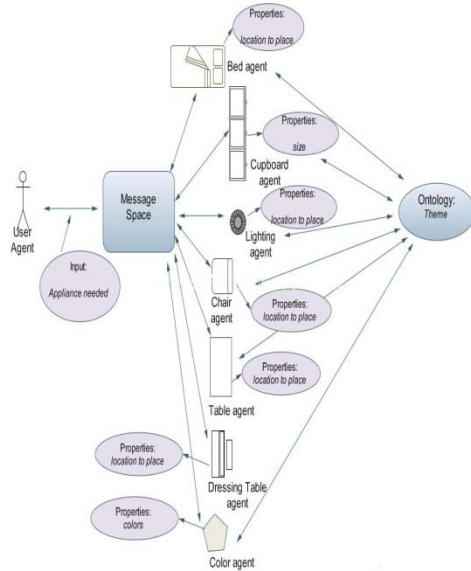 Properties:
location to place
Bed agent
Properties:
size
Cupboard
agent
Message
Space
User
Agent
Input:
Appliance needed
Properties:
location to place
Lighting
agent
Ontology:
Theme
Chair
agent
Properties:
location to place
Properties:
location to place
Table agent
Properties:
location to place
Dressing Table
agent
Properties:
colors
Color agent